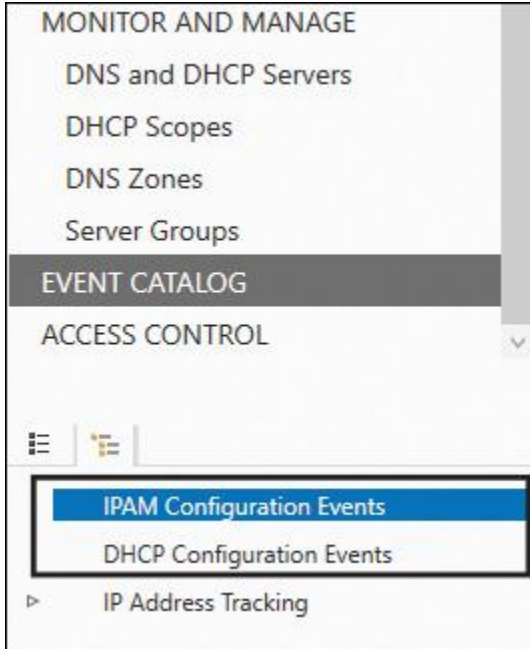 MONITOR AND MANAGE
DNS and DHCP Servers
DHCP Scopes
DNS Zones
Server Groups
EVENT CATALOG
ACCESS CONTROL
IPAM Configuration Events
DHCP Configuration Events
IP Address Tracking